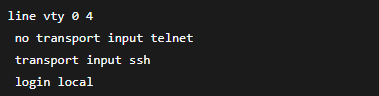 line vty 0 4
 no transport input telnet
 transport input ssh
 login local